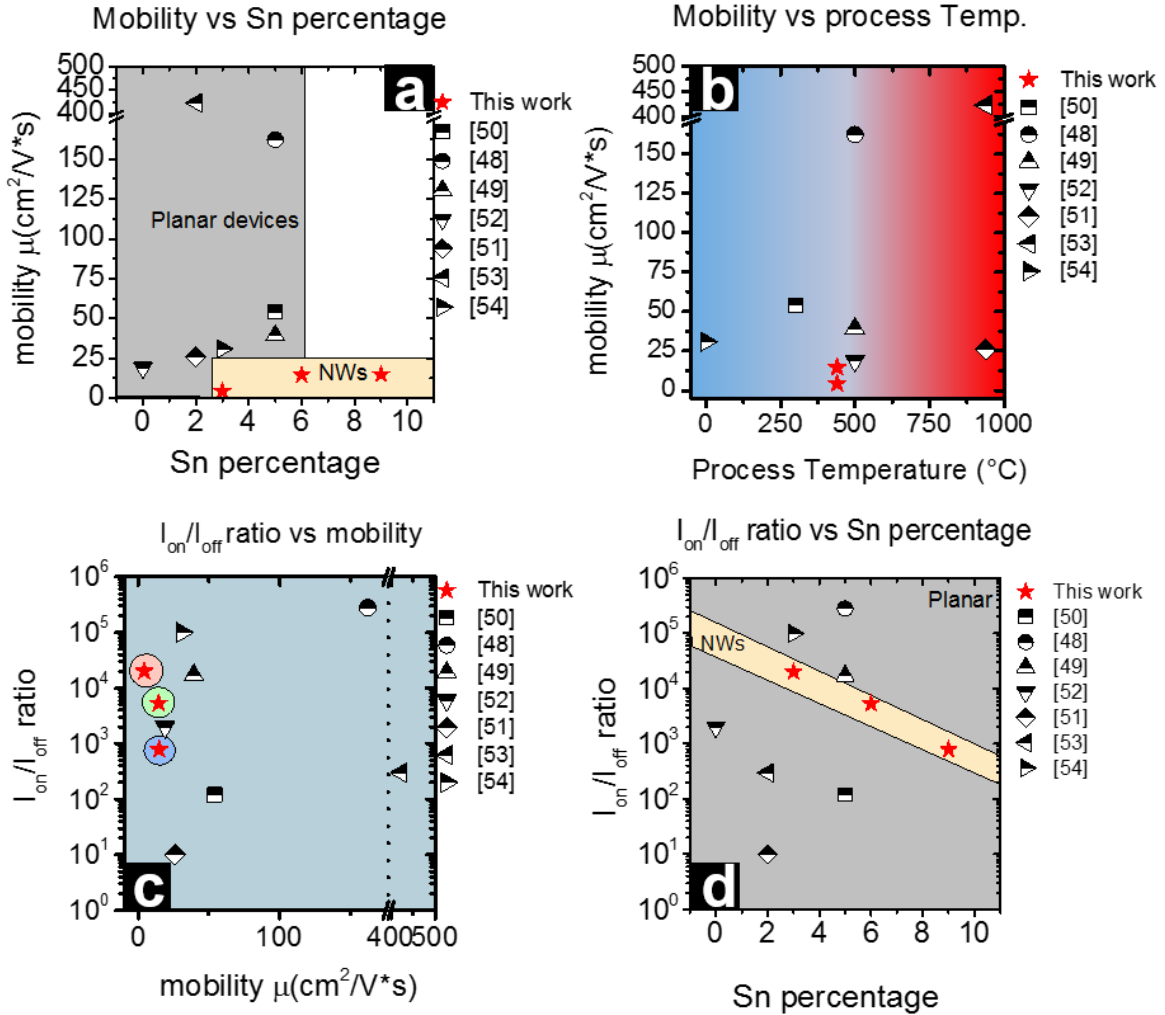 Mobility vs Sn percentage
500
450
400
150
125
100
75
50
25
0
mobility μ(cm²/V*s)
a
Planar devices
NWs
0 2 4 6 8 10
Sn percentage
This work
[50]
[48]
[49]
[52]
[51]
[53]
[54]
Mobility vs process Temp.
500
450
400
150
125
100
75
50
25
0
mobility μ(cm²/V*s)
b
0 250 500 750 1000
Process Temperature (°C)
This work
[50]
[48]
[49]
[52]
[51]
[53]
[54]
Ion/Ioff ratio vs mobility
10⁶
10⁵
10⁴
10³
10²
10¹
10⁰
Ion/Ioff ratio
c
0 100 400 500
mobility μ(cm²/V*s)
This work
[50]
[48]
[49]
[52]
[51]
[53]
[54]
Ion/Ioff ratio vs Sn percentage
10⁶
10⁵
10⁴
10³
10²
10¹
10⁰
Ion/Ioff ratio
Planar
NWs
d
0 2 4 6 8 10
Sn percentage
This work
[50]
[48]
[49]
[52]
[51]
[53]
[54]